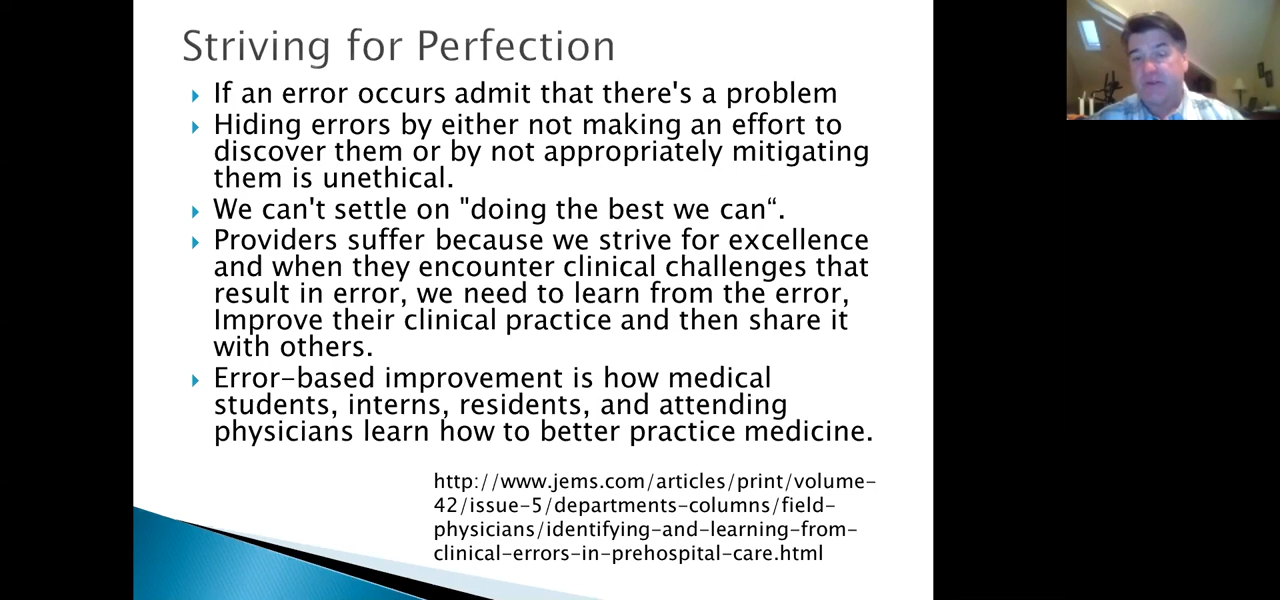 Striving for Perfection
If an error occurs admit that there's a problem
Hiding errors by either not making an effort to
discover them or by not appropriately mitigating
them is unethical.
We can't settle on "doing the best we can“.
Providers suffer because we strive for excellence
and when they encounter clinical challenges that
result in error, we need to learn from the error,
Improve their clinical practice and then share it
with others.
Error-based improvement is how medical
students, interns, residents, and attending
physicians learn how to better practice medicine.
http://www.jems.com/articles/print/volume-
42/issue-5/departments-columns/field-
physicians/identifying-and-learning-from-
clinical-errors-in-prehospital-care.html